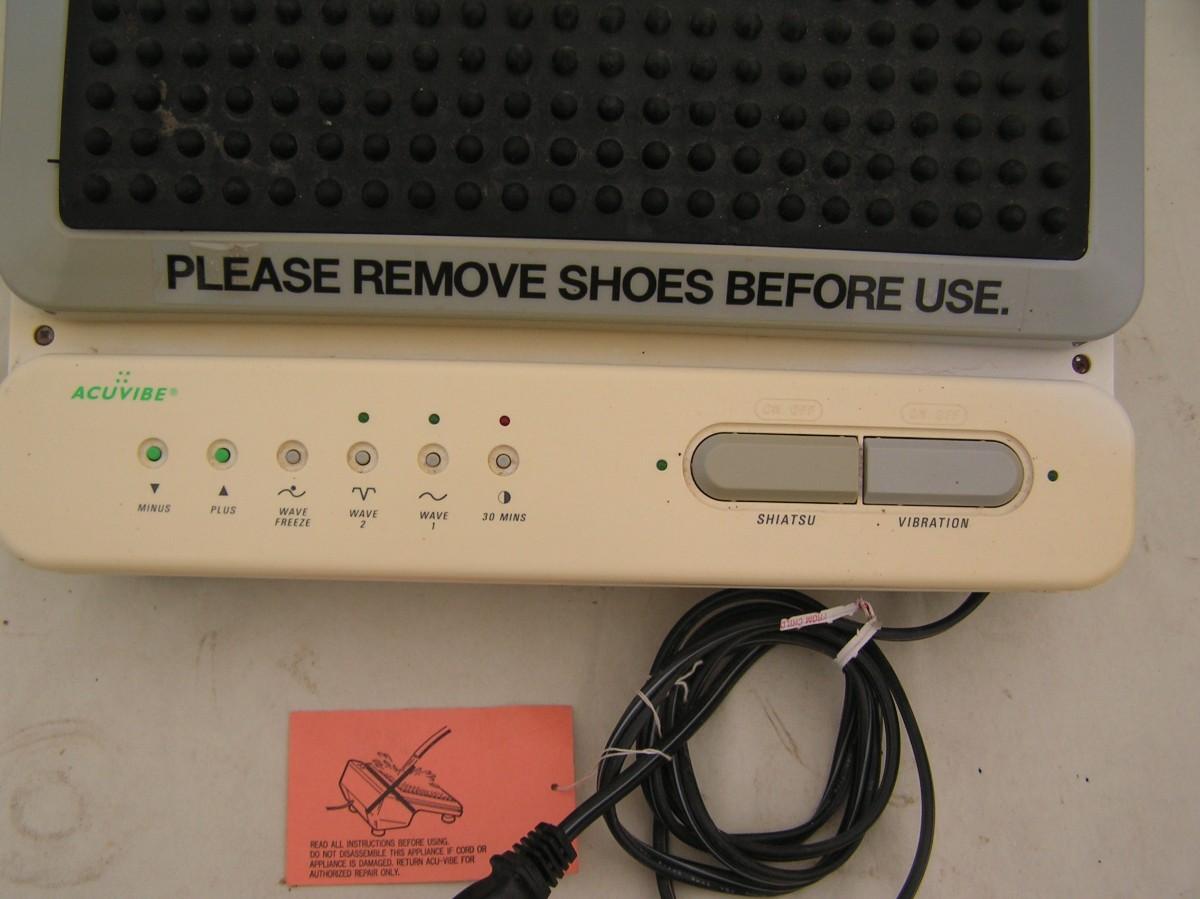 PLEASE REMOVE SHOES BEFORE USE.
ACUVIBE®
ON OFF ON OFF
MINUS PLUS WAVE FREEZE WAVE 2 WAVE 1 30 MINS
SHIATSU VIBRATION
READ ALL INSTRUCTIONS BEFORE USING.
DO NOT DISASSEMBLE THIS APPLIANCE IF CORD OR
APPLIANCE IS DAMAGED. RETURN ACU-VIBE FOR
AUTHORIZED REPAIR ONLY.